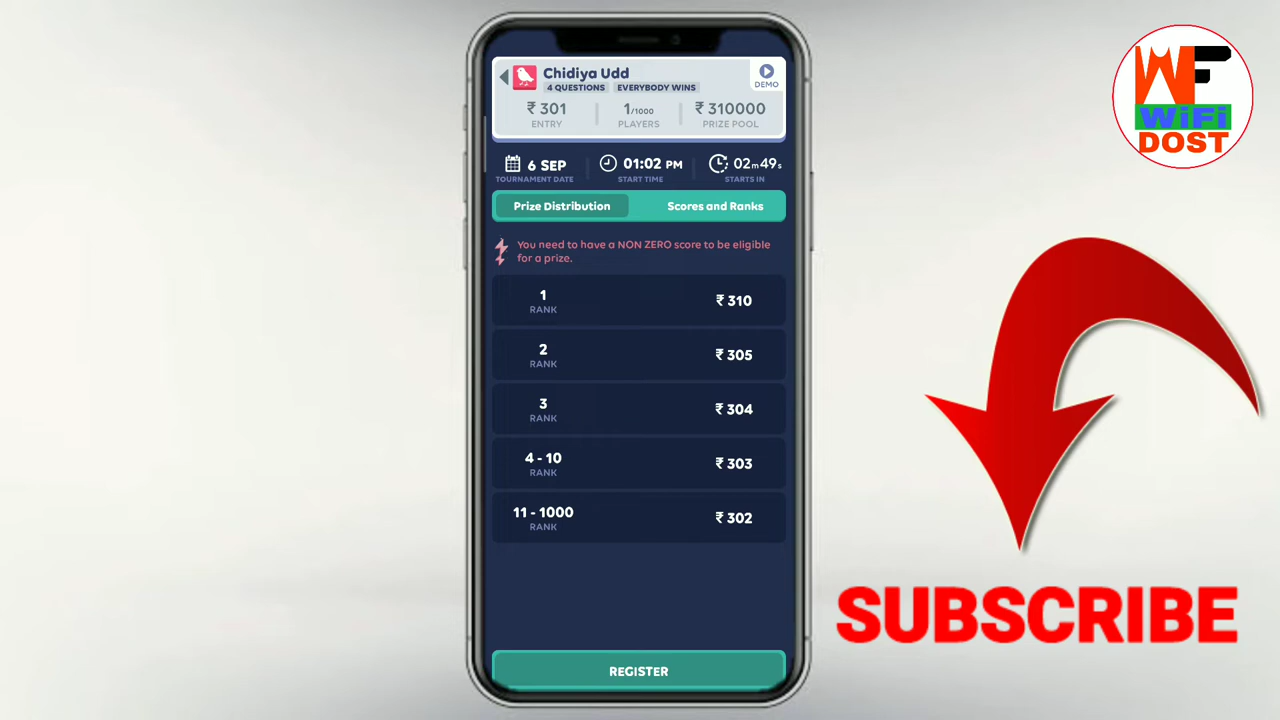 Chidiya Udd
4 QUESTIONS EVERYBODY WINS
DEMO
₹ 301 1/1000 ₹ 310000
ENTRY PLAYERS PRIZE POOL
6 SEP 01:02 PM 02m49s
TOURNAMENT DATE START TIME STARTS IN
Prize Distribution Scores and Ranks
You need to have a NON ZERO score to be eligible
for a prize.
1 ₹ 310
RANK
2 ₹ 305
RANK
3 ₹ 304
RANK
4 - 10 ₹ 303
RANK
11 - 1000 ₹ 302
RANK
REGISTER
WF
WiFi
DOST
SUBSCRIBE